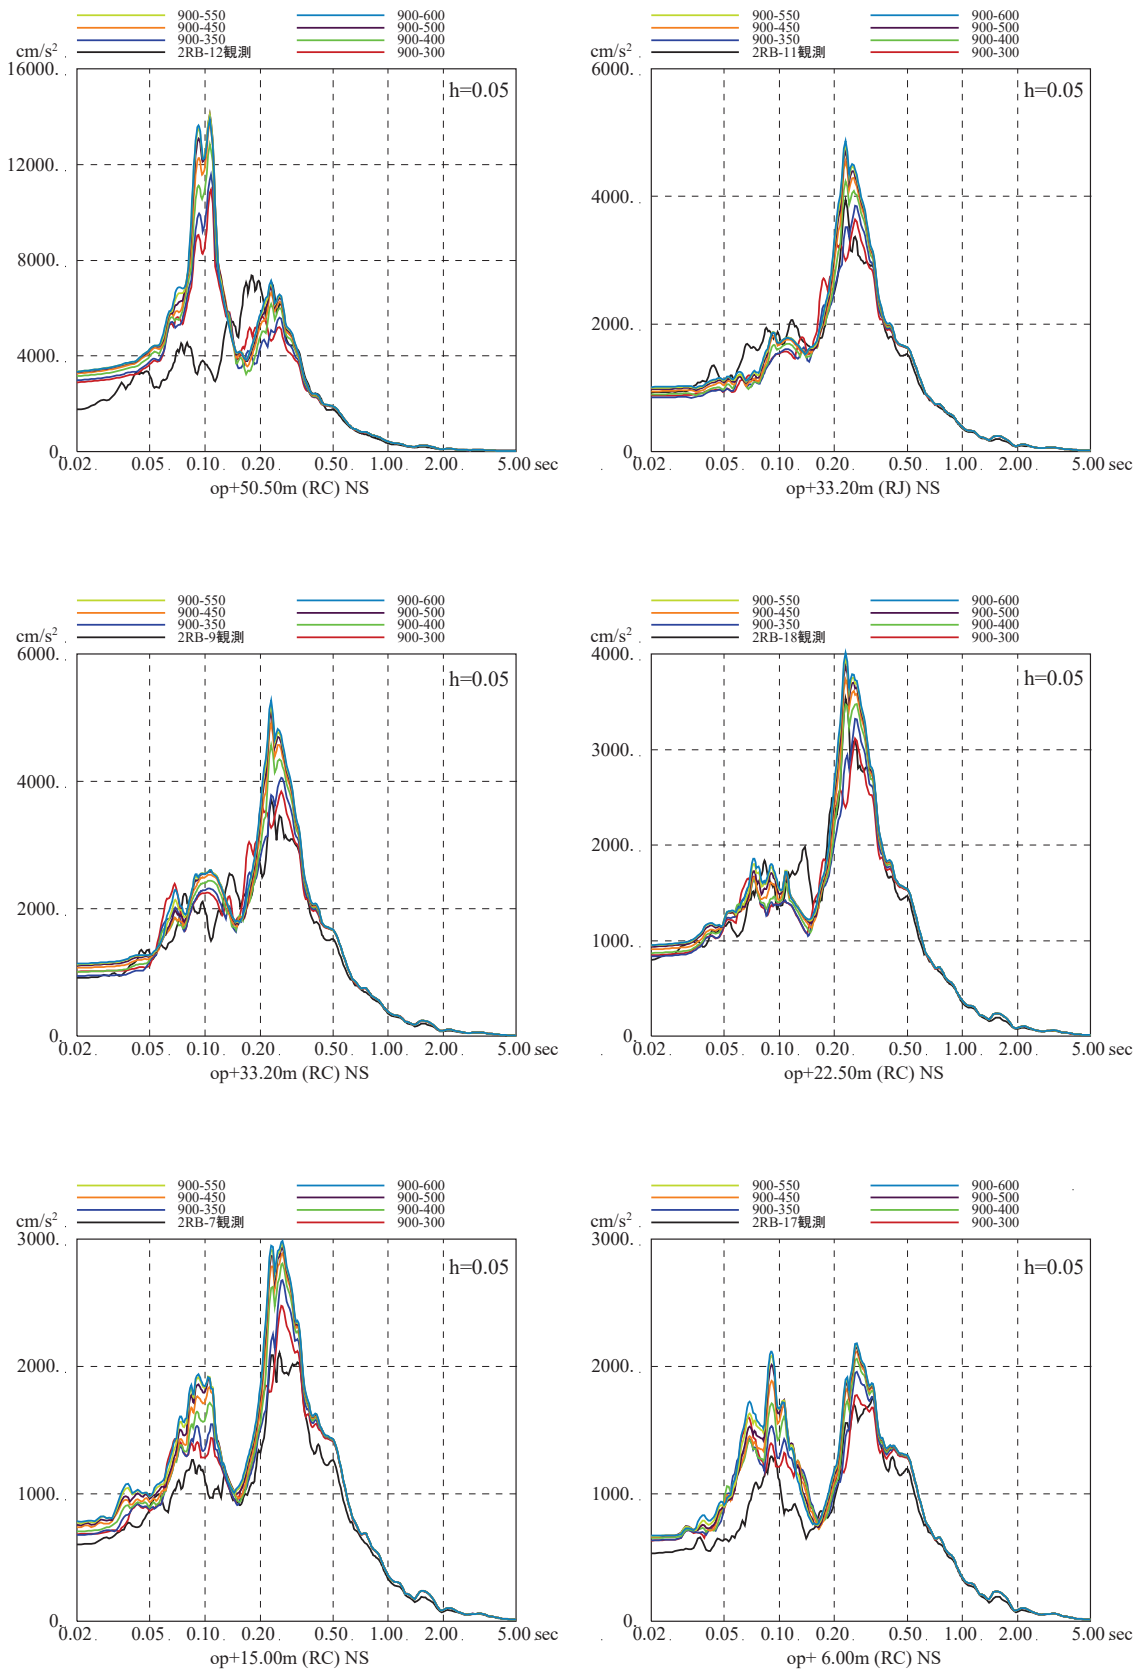 900-550 900-600
900-450 900-500
900-350 900-400
2RB-12観測 900-300
cm/s²
16000.
h=0.05
12000.
8000.
4000.
0.
0.02 0.05 0.10 0.20 0.50 1.00 2.00 5.00 sec
op+50.50m (RC) NS
900-550 900-600
900-450 900-500
900-350 900-400
2RB-11観測 900-300
cm/s²
6000.
h=0.05
4000.
2000.
0.
0.02 0.05 0.10 0.20 0.50 1.00 2.00 5.00 sec
op+33.20m (RJ) NS
900-550 900-600
900-450 900-500
900-350 900-400
2RB-9観測 900-300
cm/s²
6000.
h=0.05
4000.
2000.
0.
0.02 0.05 0.10 0.20 0.50 1.00 2.00 5.00 sec
op+33.20m (RC) NS
900-550 900-600
900-450 900-500
900-350 900-400
2RB-18観測 900-300
cm/s²
4000.
h=0.05
3000.
2000.
1000.
0.
0.02 0.05 0.10 0.20 0.50 1.00 2.00 5.00 sec
op+22.50m (RC) NS
900-550 900-600
900-450 900-500
900-350 900-400
2RB-7観測 900-300
cm/s²
3000.
h=0.05
2000.
1000.
0.
0.02 0.05 0.10 0.20 0.50 1.00 2.00 5.00 sec
op+15.00m (RC) NS
900-550 900-600
900-450 900-500
900-350 900-400
2RB-17観測 900-300
cm/s²
3000.
h=0.05
2000.
1000.
0.
0.02 0.05 0.10 0.20 0.50 1.00 2.00 5.00 sec
op+ 6.00m (RC) NS